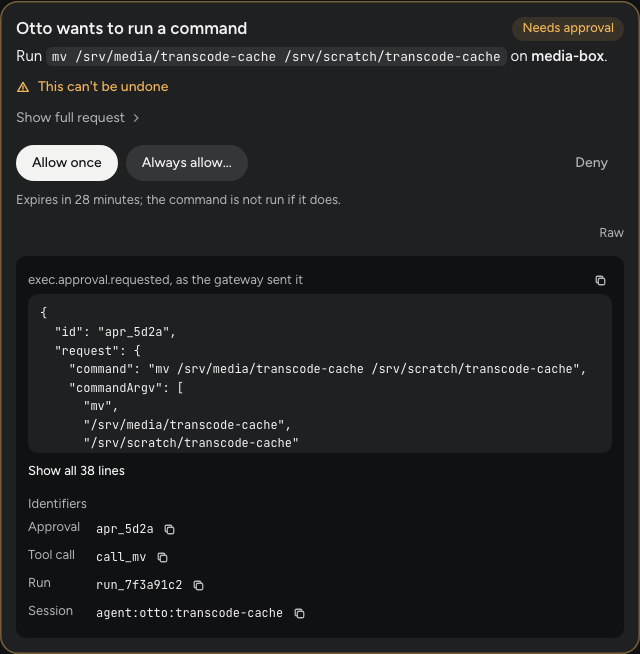 Otto wants to run a command
Needs approval
Run mv /srv/media/transcode-cache /srv/scratch/transcode-cache on media-box.
This can't be undone
Show full request
Allow once
Always allow...
Deny
Expires in 28 minutes; the command is not run if it does.
Raw
exec.approval.requested, as the gateway sent it
{
  "id": "apr_5d2a",
  "request": {
    "command": "mv /srv/media/transcode-cache /srv/scratch/transcode-cache",
    "commandArgv": [
      "mv",
      "/srv/media/transcode-cache",
      "/srv/scratch/transcode-cache"
Show all 38 lines
Identifiers
Approval apr_5d2a
Tool call call_mv
Run run_7f3a91c2
Session agent:otto:transcode-cache